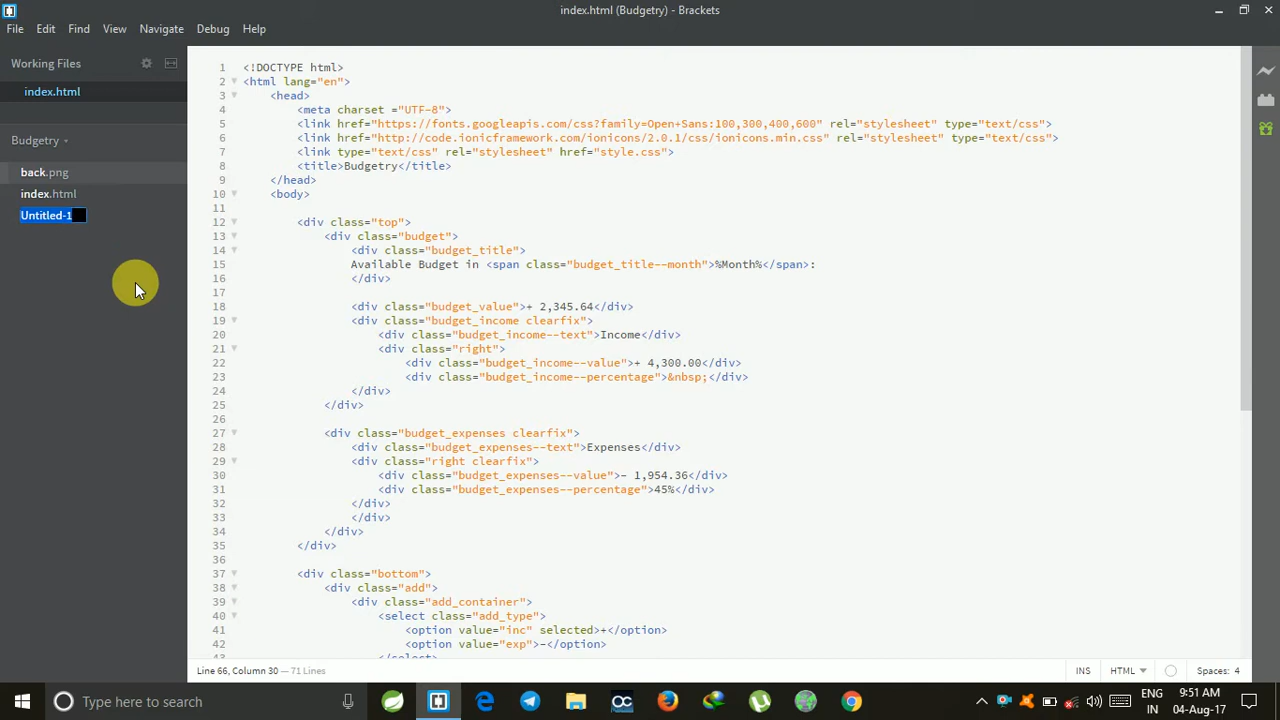 index.html (Budgetry) - Brackets
File Edit Find View Navigate Debug Help
Working Files
index.html
Budgetry
back.png
index.html
Untitled-1
1 <!DOCTYPE html>
2 <html lang="en">
3 <head>
4 <meta charset ="UTF-8">
5 <link href="https://fonts.googleapis.com/css?family=Open+Sans:100,300,400,600" rel="stylesheet" type="text/css">
6 <link href="http://code.ionicframework.com/ionicons/2.0.1/css/ionicons.min.css" rel="stylesheet" type="text/css">
7 <link type="text/css" rel="stylesheet" href="style.css">
8 <title>Budgetry</title>
9 </head>
10 <body>
11
12 <div class="top">
13 <div class="budget">
14 <div class="budget_title">
15 Available Budget in <span class="budget_title--month">%Month%</span>:
16 </div>
17
18 <div class="budget_value">+ 2,345.64</div>
19 <div class="budget_income clearfix">
20 <div class="budget_income--text">Income</div>
21 <div class="right">
22 <div class="budget_income--value">+ 4,300.00</div>
23 <div class="budget_income--percentage">&nbsp;</div>
24 </div>
25 </div>
26
27 <div class="budget_expenses clearfix">
28 <div class="budget_expenses--text">Expenses</div>
29 <div class="right clearfix">
30 <div class="budget_expenses--value">- 1,954.36</div>
31 <div class="budget_expenses--percentage">45%</div>
32 </div>
33 </div>
34 </div>
35 </div>
36
37 <div class="bottom">
38 <div class="add">
39 <div class="add_container">
40 <select class="add_type">
41 <option value="inc" selected>+</option>
42 <option value="exp">-</option>
43 </select>
Line 66, Column 30 — 71 Lines
INS HTML Spaces: 4
Type here to search
ENG 9:51 AM
IN 04-Aug-17